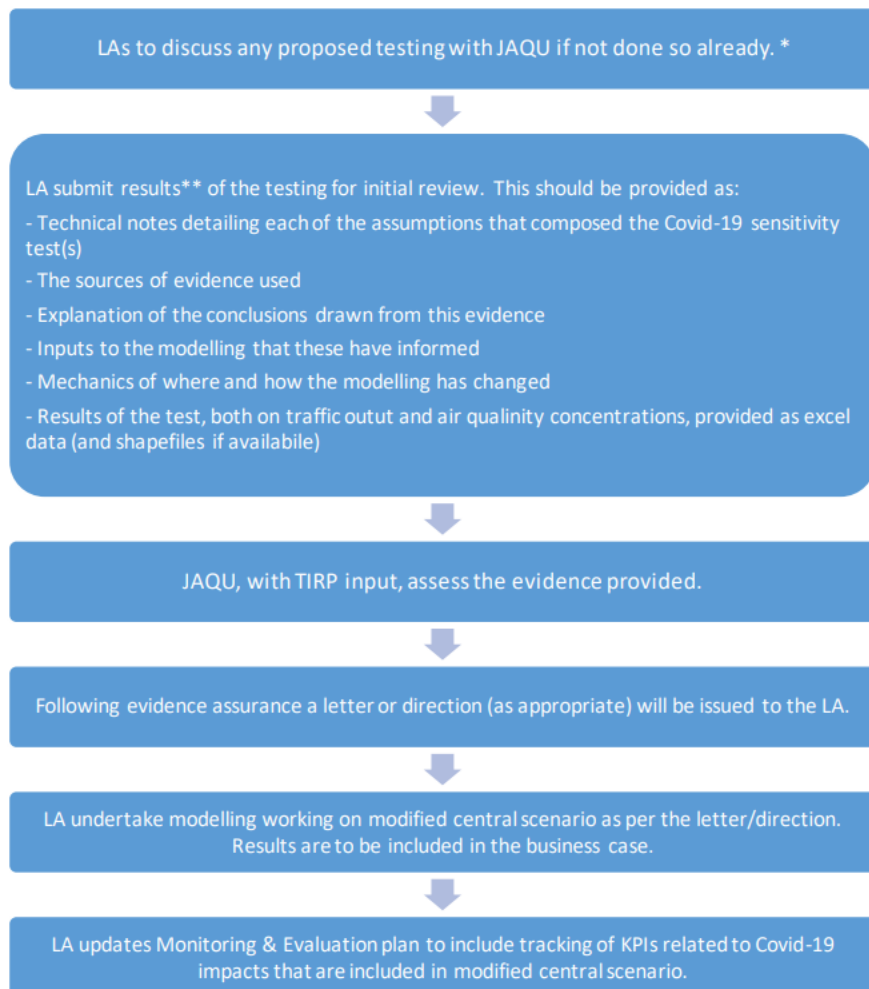 LAs to discuss any proposed testing with JAQU if not done so already. *
LA submit results** of the testing for initial review. This should be provided as:
- Technical notes detailing each of the assumptions that composed the Covid-19 sensitivity
test(s)
- The sources of evidence used
- Explanation of the conclusions drawn from this evidence
- Inputs to the modelling that these have informed
- Mechanics of where and how the modelling has changed
- Results of the test, both on traffic outut and air qualinity concentrations, provided as excel
data (and shapefiles if availabile)
JAQU, with TIRP input, assess the evidence provided.
Following evidence assurance a letter or direction (as appropriate) will be issued to the LA.
LA undertake modelling working on modified central scenario as per the letter/direction.
Results are to be included in the business case.
LA updates Monitoring & Evaluation plan to include tracking of KPIs related to Covid-19
impacts that are included in modified central scenario.